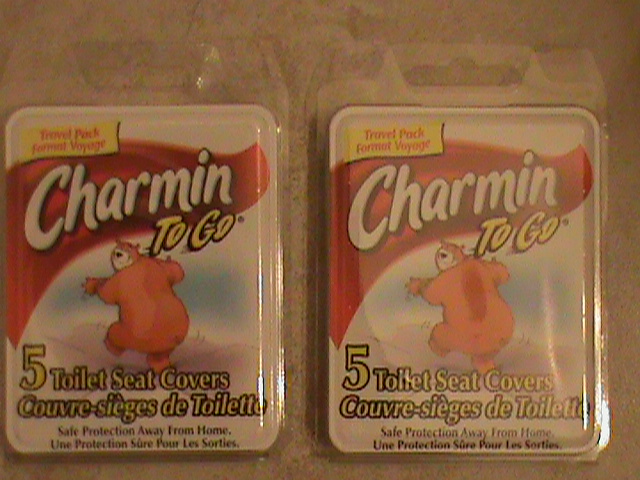 Travel Pack
Format Voyage
Charmin
To Go®
5 Toilet Seat Covers
Couvre-sièges de Toilette
Safe Protection Away From Home.
Une Protection Sûre Pour Les Sorties.
Travel Pack
Format Voyage
Charmin
To Go®
5 Toilet Seat Covers
Couvre-sièges de Toilette
Safe Protection Away From Home.
Une Protection Sûre Pour Les Sorties.